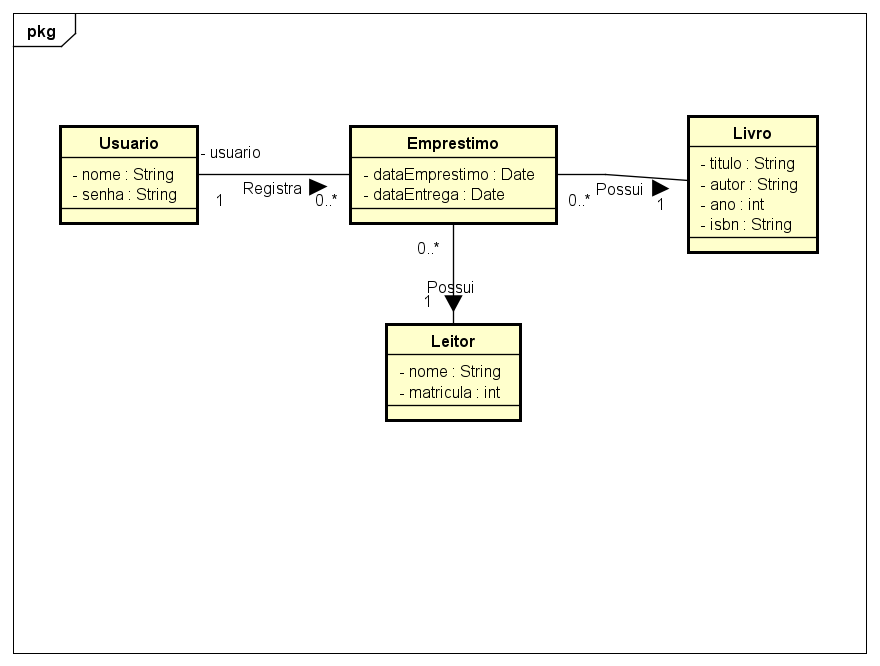 pkg
Usuario
- nome : String
- senha : String
- usuario
Registra
1
0..*
Emprestimo
- dataEmprestimo : Date
- dataEntrega : Date
0..*
Possui
1
Livro
- titulo : String
- autor : String
- ano : int
- isbn : String
0..*
Possui
1
Leitor
- nome : String
- matricula : int